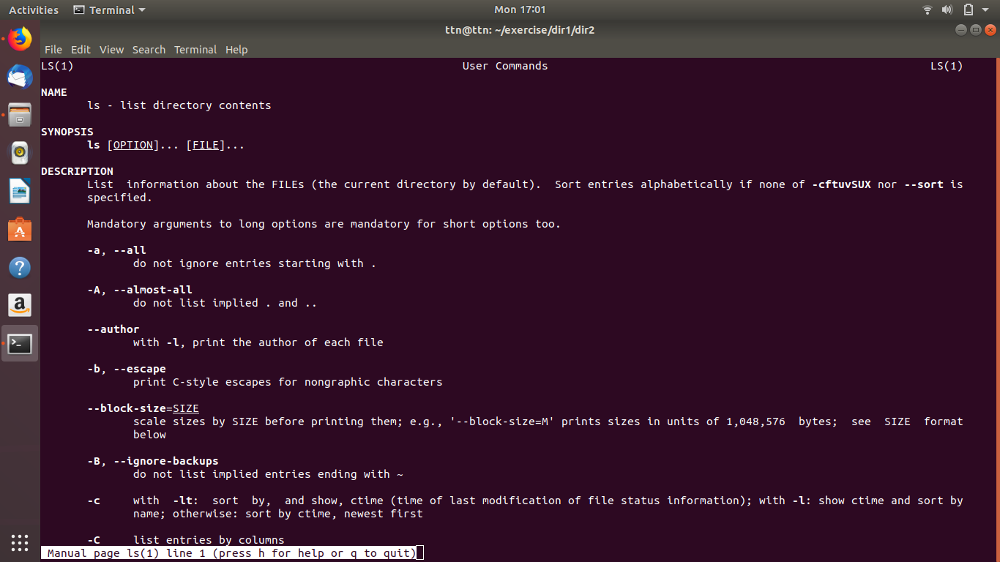 Activities Terminal Mon 17:01
ttn@ttn: ~/exercise/dir1/dir2
File Edit View Search Terminal Help
LS(1) User Commands LS(1)
NAME
ls - list directory contents
SYNOPSIS
ls [OPTION]... [FILE]...
DESCRIPTION
List information about the FILEs (the current directory by default). Sort entries alphabetically if none of -cftuvSUX nor --sort is
specified.
Mandatory arguments to long options are mandatory for short options too.
-a, --all
do not ignore entries starting with .
-A, --almost-all
do not list implied . and ..
--author
with -l, print the author of each file
-b, --escape
print C-style escapes for nongraphic characters
--block-size=SIZE
scale sizes by SIZE before printing them; e.g., '--block-size=M' prints sizes in units of 1,048,576 bytes; see SIZE format
below
-B, --ignore-backups
do not list implied entries ending with ~
-c with -lt: sort by, and show, ctime (time of last modification of file status information); with -l: show ctime and sort by
name; otherwise: sort by ctime, newest first
-C list entries by columns
Manual page ls(1) line 1 (press h for help or q to quit)